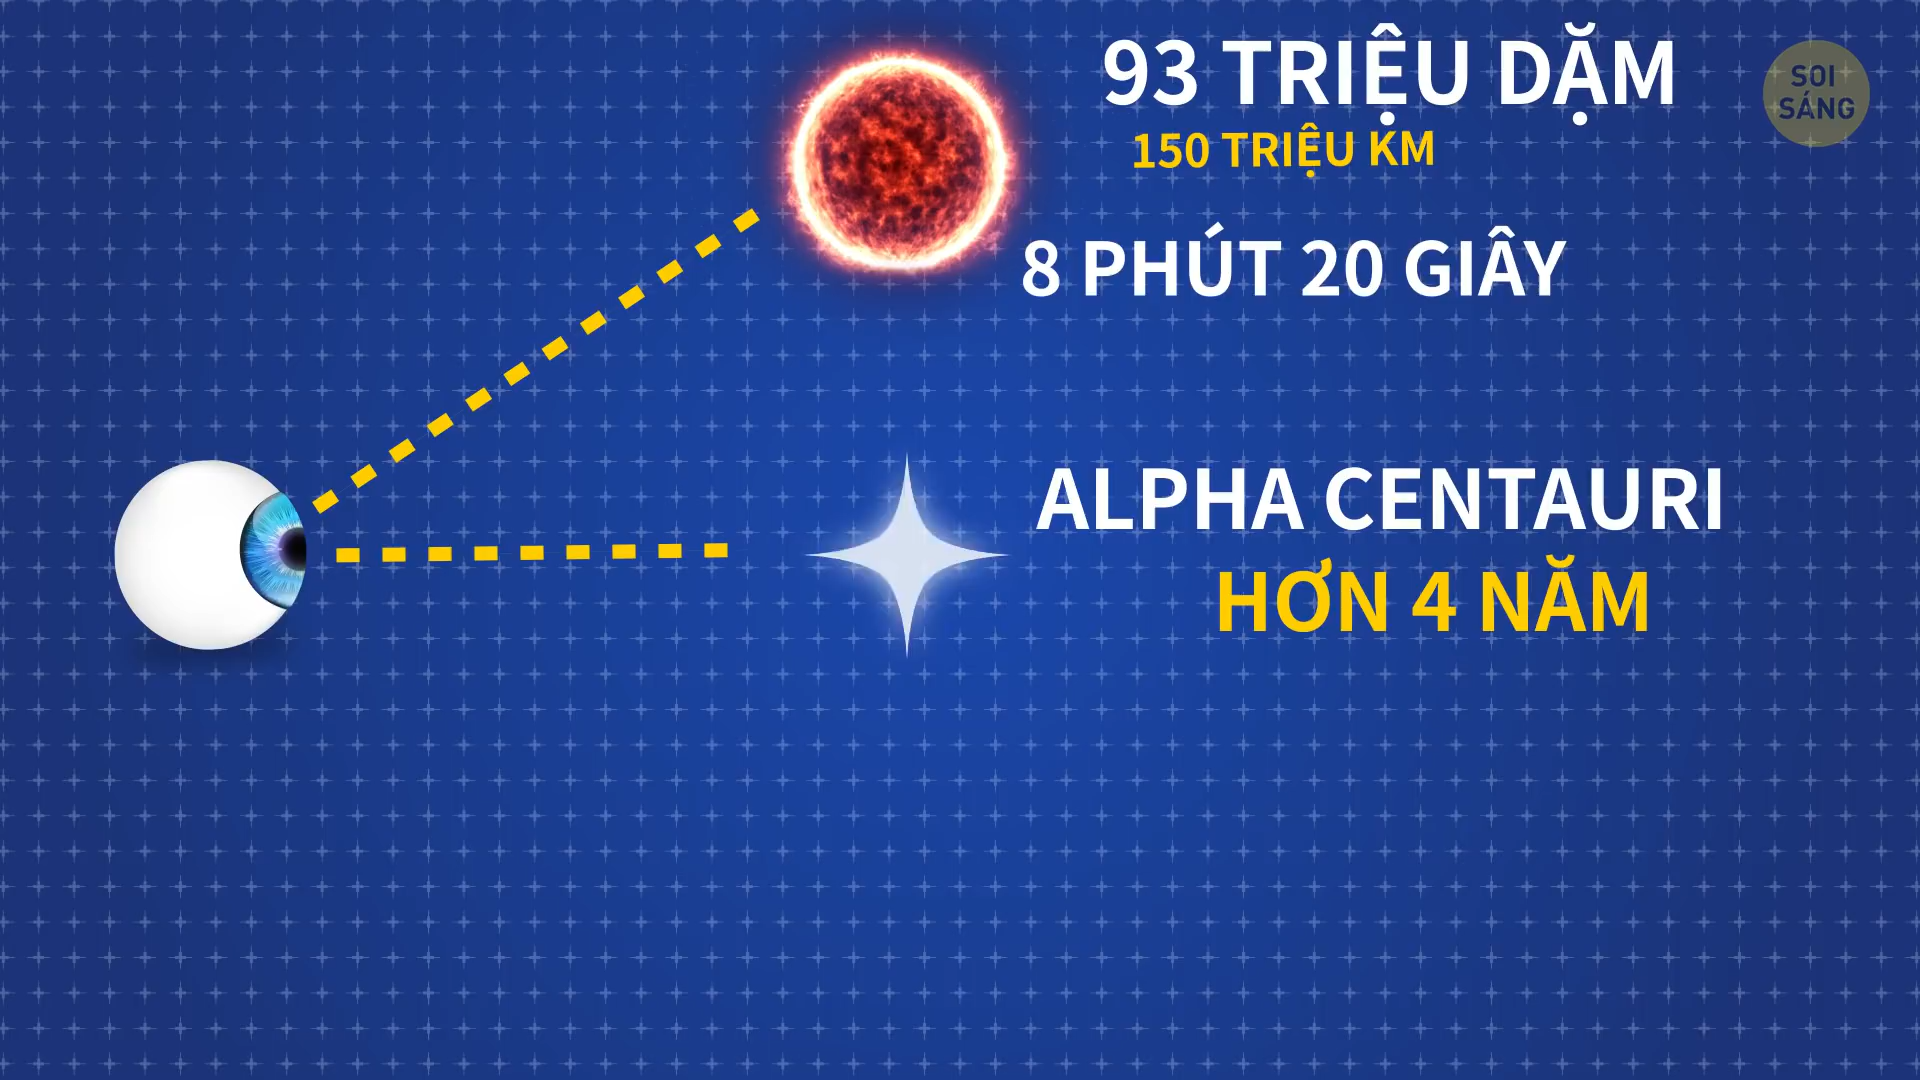 93 TRIỆU DẶM
150 TRIỆU KM
SOI
SÁNG
8 PHÚT 20 GIÂY
ALPHA CENTAURI
HƠN 4 NĂM